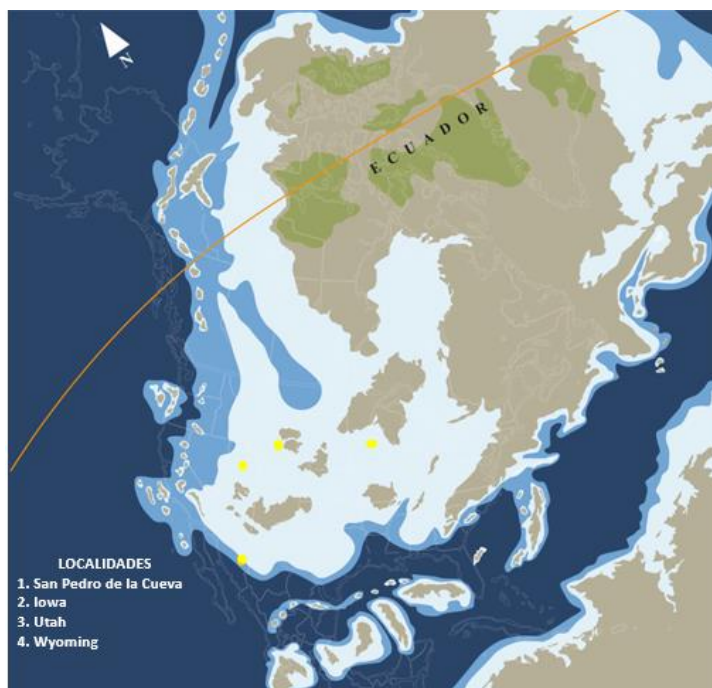 N
ECUADOR
LOCALIDADES
1. San Pedro de la Cueva
2. Iowa
3. Utah
4. Wyoming